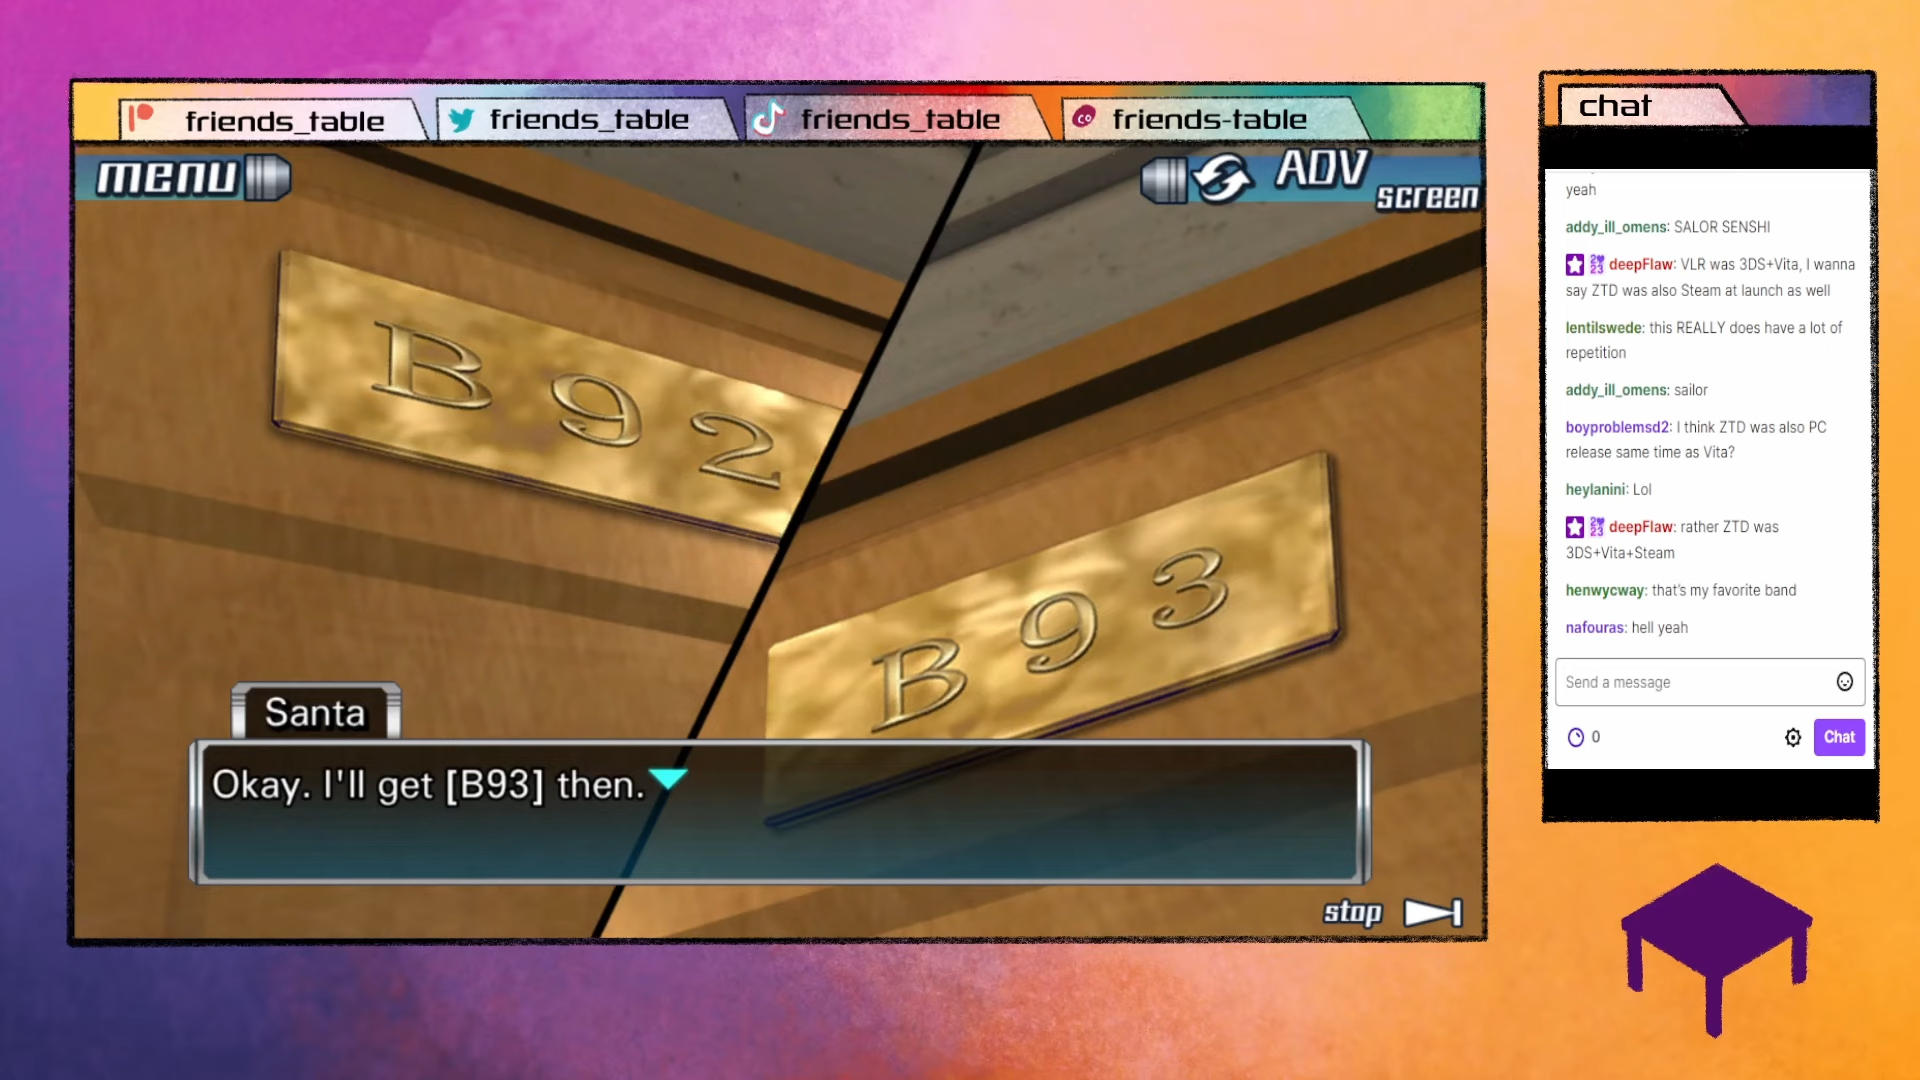 friends_table
friends_table
friends_table
friends-table
menu
ADV
screen
B92
B93
Santa
Okay. I'll get [B93] then.
stop
chat
yeah
addy_ill_omens: SALOR SENSHI
deepFlaw: VLR was 3DS+Vita, I wanna
say ZTD was also Steam at launch as well
lentilswede: this REALLY does have a lot of
repetition
addy_ill_omens: sailor
boyproblemsd2: I think ZTD was also PC
release same time as Vita?
heylanini: Lol
deepFlaw: rather ZTD was
3DS+Vita+Steam
henwycway: that's my favorite band
nafouras: hell yeah
Send a message
0
Chat